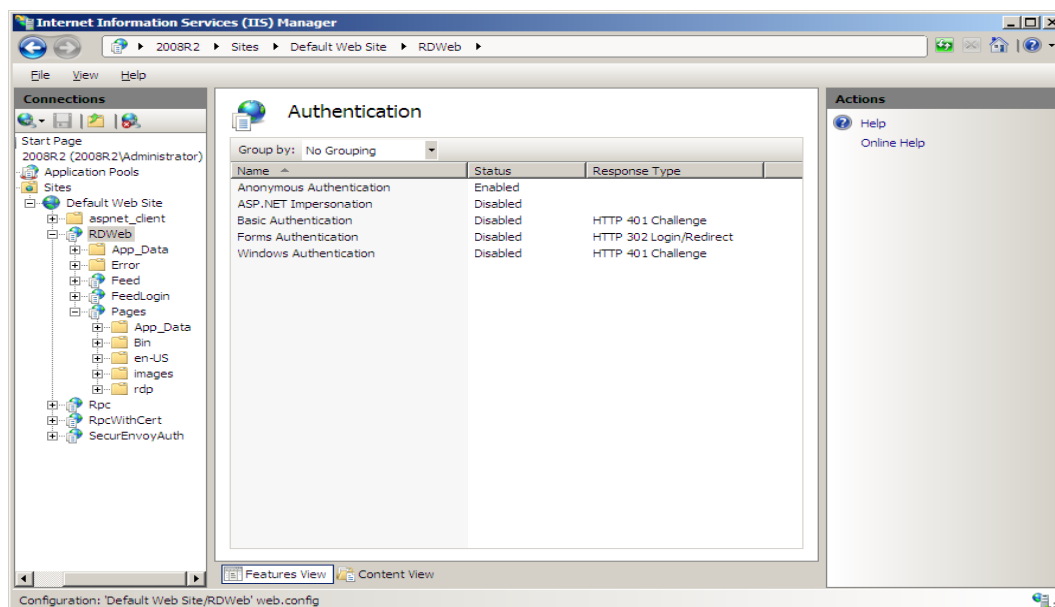 Internet Information Services (IIS) Manager
2008R2 Sites Default Web Site RDWeb
File View Help
Connections
Start Page
2008R2 (2008R2\Administrator)
Application Pools
Sites
Default Web Site
aspnet_client
RDWeb
App_Data
Error
Feed
FeedLogin
Pages
App_Data
Bin
en-US
images
rdp
Rpc
RpcWithCert
SecurEnvoyAuth
Authentication
Group by: No Grouping
Name Status Response Type
Anonymous Authentication Enabled
ASP.NET Impersonation Disabled
Basic Authentication Disabled HTTP 401 Challenge
Forms Authentication Disabled HTTP 302 Login/Redirect
Windows Authentication Disabled HTTP 401 Challenge
Features View Content View
Actions
Help
Online Help
Configuration: 'Default Web Site/RDWeb' web.config